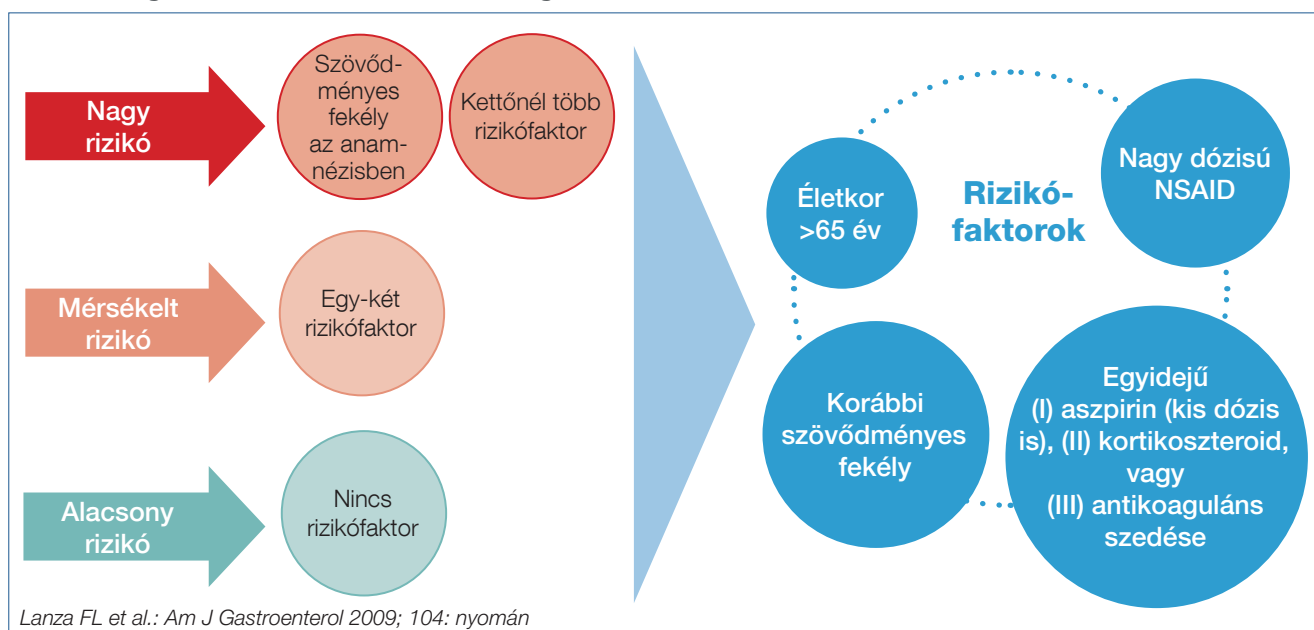 Nagy
rizikó
Szövőd-
ményes
fekély
az anam-
nézisben
Kettőnél több
rizikófaktor
Mérsékelt
rizikó
Egy-két
rizikófaktor
Alacsony
rizikó
Nincs
rizikófaktor
Rizikó-
faktorok
Életkor
>65 év
Nagy dózisú
NSAID
Korábbi
szövődményes
fekély
Egyidejű
(I) aszpirin (kis dózis
is), (II) kortikoszteroid,
vagy
(III) antikoaguláns
szedése
Lanza FL et al.: Am J Gastroenterol 2009; 104: nyomán